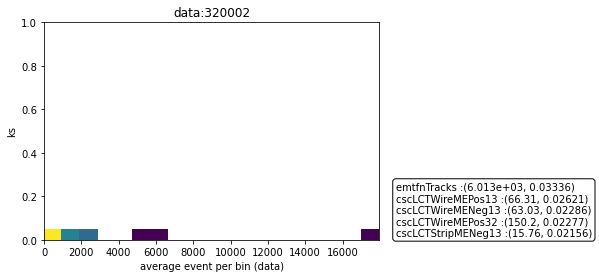 data:320002
1.0
0.8
0.6
0.4
0.2
0.0
ks
0 2000 4000 6000 8000 10000 12000 14000 16000
average event per bin (data)
emtfnTracks :(6.013e+03, 0.03336)
cscLCTWireMEPos13 :(66.31, 0.02621)
cscLCTWireMENeg13 :(63.03, 0.02286)
cscLCTWireMEPos32 :(150.2, 0.02277)
cscLCTStripMENeg13 :(15.76, 0.02156)